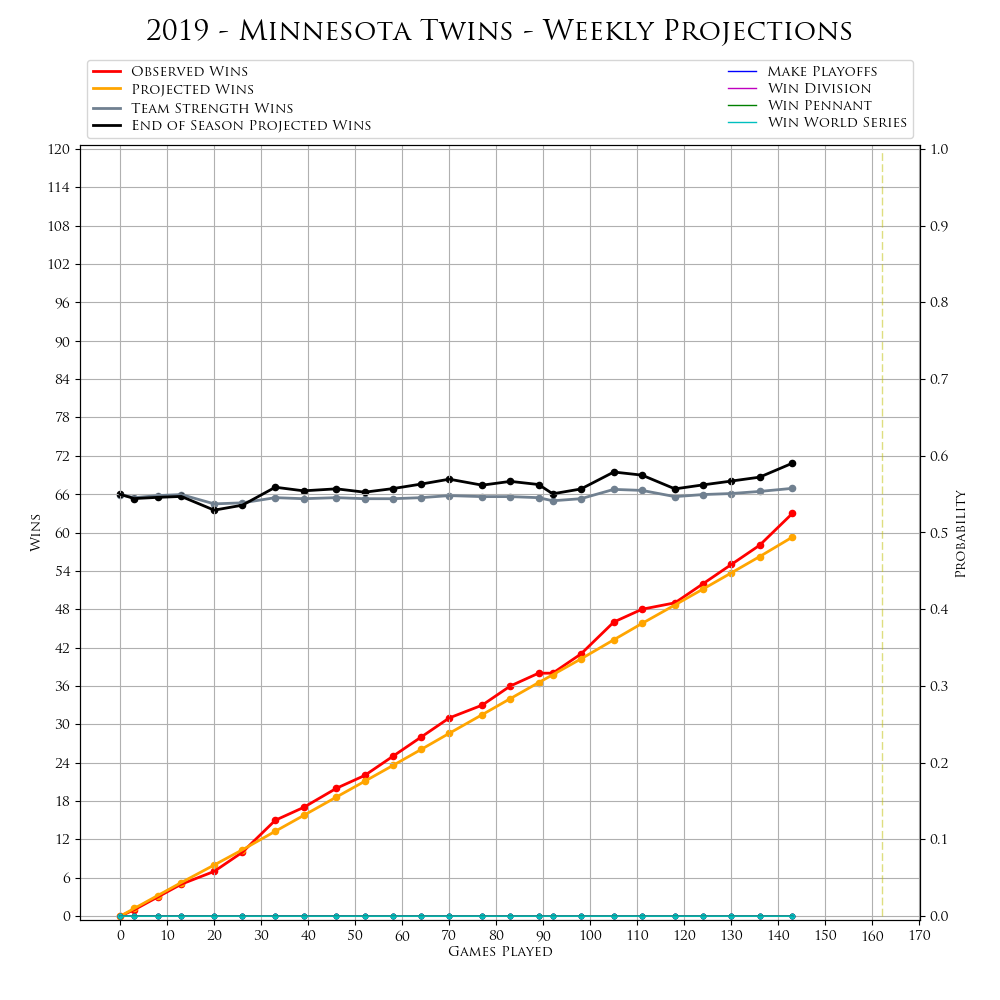 2019 - Minnesota Twins - Weekly Projections
Observed Wins
Projected Wins
Team Strength Wins
End of Season Projected Wins
Make Playoffs
Win Division
Win Pennant
Win World Series
120
114
108
102
96
90
84
78
72
66
60
54
48
42
36
30
24
18
12
6
0
Wins
1.0
0.9
0.8
0.7
0.6
0.5
0.4
0.3
0.2
0.1
0.0
Probability
0 10 20 30 40 50 60 70 80 90 100 110 120 130 140 150 160 170
Games Played